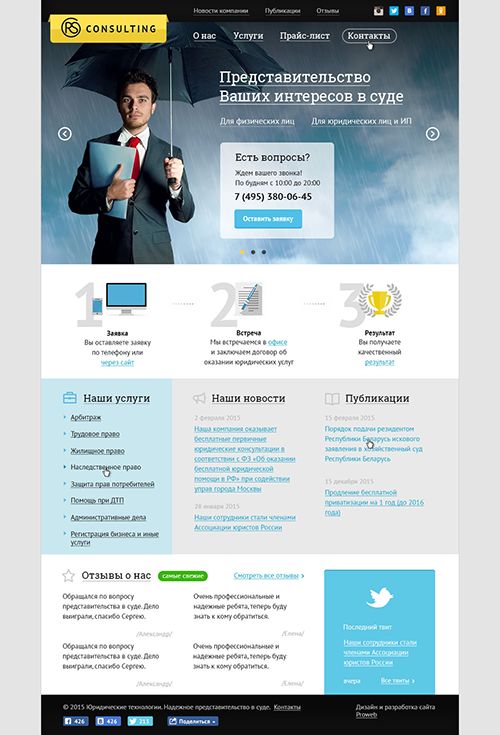 Новости компании Публикации Отзывы
RS CONSULTING
О нас Услуги Прайс-лист Контакты
Представительство
Ваших интересов в суде
Для физических лиц Для юридических лиц и ИП
Есть вопросы?
Ждем вашего звонка!
По будням с 10:00 до 20:00
7 (495) 380-06-45
Оставить заявку
1 2 3
Заявка
Вы оставляете заявку
по телефону или
через сайт
Встреча
Мы встречаемся в офисе
и заключаем договор об
оказании юридических услуг
Результат
Вы получаете
качественный
результат
Наши услуги
Арбитраж
Трудовое право
Жилищное право
Наследственное право
Защита прав потребителей
Помощь при ДТП
Административные дела
Регистрация бизнеса и иные
услуги
Наши новости
2 февраля 2015
Наша компания оказывает
бесплатные первичные
юридические консультации в
соответствии с ФЗ «Об оказании
бесплатной юридической
помощи в РФ» при содействии
управ города Москвы
28 января 2015
Наши сотрудники стали членами
Ассоциации юристов России
Публикации
15 февраля 2015
Порядок подачи резидентом
Республики Беларусь искового
заявления в хозяйственный суд
Республики Беларусь
15 декабря 2015
Продление бесплатной
приватизации на 1 год (до 2016
года)
Отзывы о нас самые свежие Смотреть все отзывы
Обращался по вопросу
представительства в суде. Дело
выиграли, спасибо Сергею.
/Александр/
Очень профессиональные и
надежные ребята, теперь буду
знать к кому обратиться.
/Елена/
Обращался по вопросу
представительства в суде. Дело
выиграли, спасибо Сергею.
/Александр/
Очень профессиональные и
надежные ребята, теперь буду
знать к кому обратиться.
/Елена/
Последний твит
Наши сотрудники стали
членами Ассоциации
юристов России
вчера Все твиты
© 2015 Юридические технологии. Надежное представительство в суде. Контакты
426 426 213 Поделиться
Дизайн и разработка сайта
Proweb